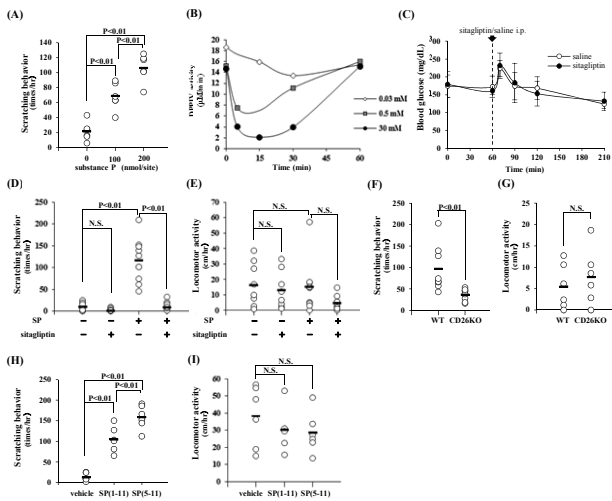 (A)
Scratching behavior
(times/hr)
140
120
100
80
60
40
20
0
P<0.01
P<0.01
P<0.01
0 100 200
substance P (nmol/site)
(B)
activity
18
16
14
12
10
8
6
4
2
0
0 15 30 45 60
Time (min)
0.03 mM
0.5 mM
30 mM
(C)
sitagliptin/saline i.p.
saline
sitagliptin
Blood glucose (mg/dL)
350
300
250
200
150
100
50
0
0 30 60 90 120 150 180 210
Time (min)
(D)
Scratching behavior
times/hr)
250
200
150
100
50
0
P<0.01
N.S.
P<0.01
SP − − + +
sitagliptin − + − +
(E)
Locomotor activity
(cm/hr)
70
60
50
40
30
20
10
0
N.S.
N.S.
N.S.
− − + +
− + − +
(F)
Scratching behavior
times/hr)
250
200
150
100
50
0
P<0.01
WT CD26KO
(G)
Locomotor activity
(cm/hr)
25
20
15
10
5
0
N.S.
WT CD26KO
(H)
Scratching behavior
times/hr)
250
200
150
100
50
0
P<0.01
P<0.01
P<0.01
vehicle SP(1-11) SP(5-11)
(I)
Locomotor activity
(cm/hr)
60
50
40
30
20
10
0
N.S.
N.S.
vehicle SP(1-11) SP(5-11)